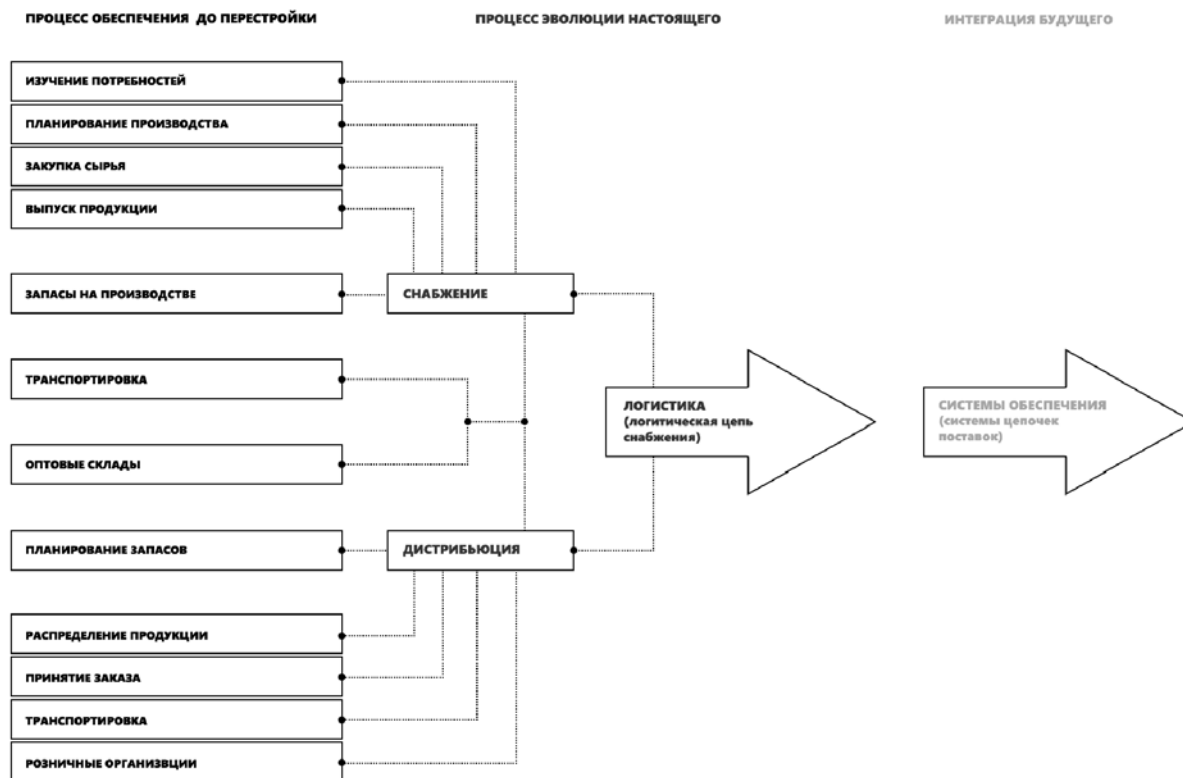 ПРОЦЕСС ОБЕСПЕЧЕНИЯ ДО ПЕРЕСТРОЙКИ
ПРОЦЕСС ЭВОЛЮЦИИ НАСТОЯЩЕГО
ИНТЕГРАЦИЯ БУДУЩЕГО
ИЗУЧЕНИЕ ПОТРЕБНОСТЕЙ
ПЛАНИРОВАНИЕ ПРОИЗВОДСТВА
ЗАКУПКА СЫРЬЯ
ВЫПУСК ПРОДУКЦИИ
ЗАПАСЫ НА ПРОИЗВОДСТВЕ
СНАБЖЕНИЕ
ТРАНСПОРТИРОВКА
ЛОГИСТИКА
(логитическая цепь
снабжения)
СИСТЕМЫ ОБЕСПЕЧЕНИЯ
(системы цепочек
поставок)
ОПТОВЫЕ СКЛАДЫ
ПЛАНИРОВАНИЕ ЗАПАСОВ
ДИСТРИБЬЮЦИЯ
РАСПРЕДЕЛЕНИЕ ПРОДУКЦИИ
ПРИНЯТИЕ ЗАКАЗА
ТРАНСПОРТИРОВКА
РОЗНИЧНЫЕ ОРГАНИЗВЦИИ